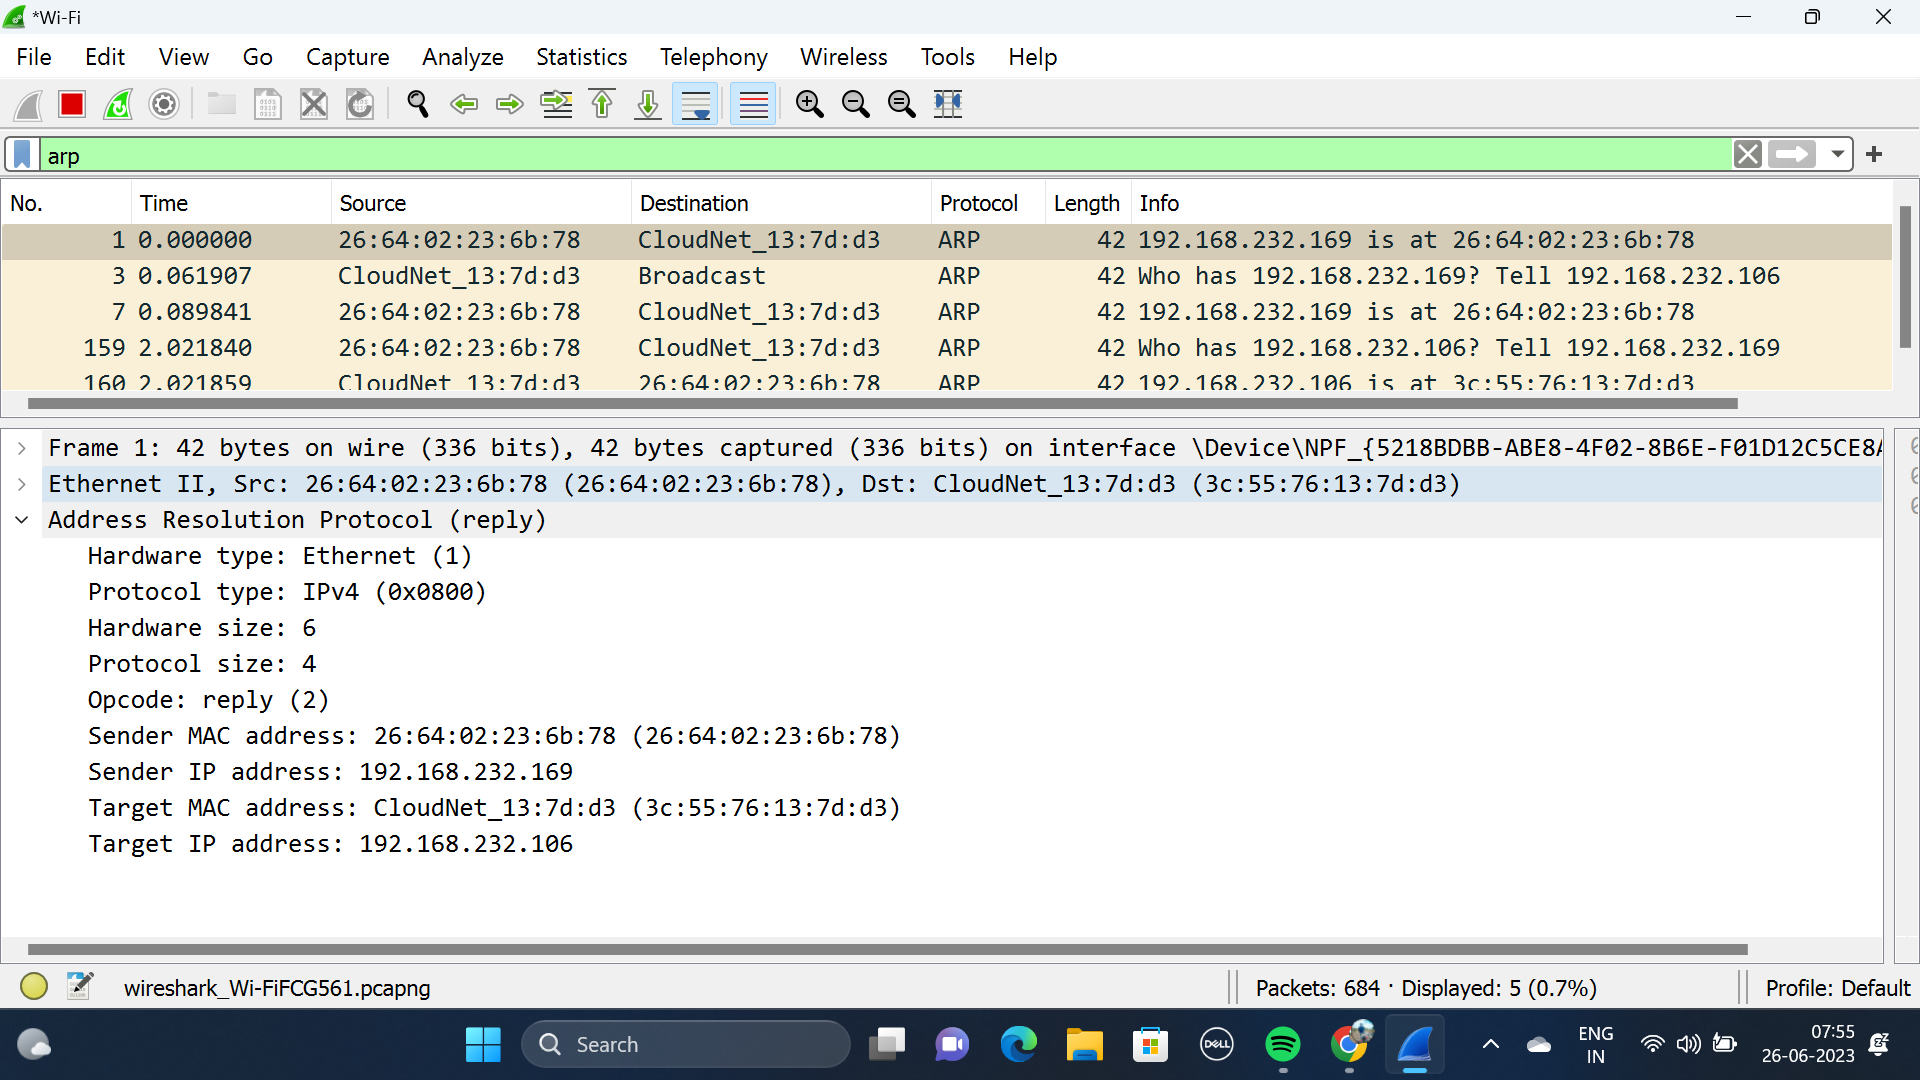 *Wi-Fi
File Edit View Go Capture Analyze Statistics Telephony Wireless Tools Help
arp
No. Time Source Destination Protocol Length Info
1 0.000000 26:64:02:23:6b:78 CloudNet_13:7d:d3 ARP 42 192.168.232.169 is at 26:64:02:23:6b:78
3 0.061907 CloudNet_13:7d:d3 Broadcast ARP 42 Who has 192.168.232.169? Tell 192.168.232.106
7 0.089841 26:64:02:23:6b:78 CloudNet_13:7d:d3 ARP 42 192.168.232.169 is at 26:64:02:23:6b:78
159 2.021840 26:64:02:23:6b:78 CloudNet_13:7d:d3 ARP 42 Who has 192.168.232.106? Tell 192.168.232.169
160 2.021859 CloudNet_13:7d:d3 26:64:02:23:6b:78 ARP 42 192.168.232.106 is at 3c:55:76:13:7d:d3
Frame 1: 42 bytes on wire (336 bits), 42 bytes captured (336 bits) on interface \Device\NPF_{5218BDBB-ABE8-4F02-8B6E-F01D12C5CE8A
Ethernet II, Src: 26:64:02:23:6b:78 (26:64:02:23:6b:78), Dst: CloudNet_13:7d:d3 (3c:55:76:13:7d:d3)
Address Resolution Protocol (reply)
Hardware type: Ethernet (1)
Protocol type: IPv4 (0x0800)
Hardware size: 6
Protocol size: 4
Opcode: reply (2)
Sender MAC address: 26:64:02:23:6b:78 (26:64:02:23:6b:78)
Sender IP address: 192.168.232.169
Target MAC address: CloudNet_13:7d:d3 (3c:55:76:13:7d:d3)
Target IP address: 192.168.232.106
wireshark_Wi-FiFCG561.pcapng Packets: 684 · Displayed: 5 (0.7%) Profile: Default
Search DELL ENG IN 07:55 26-06-2023